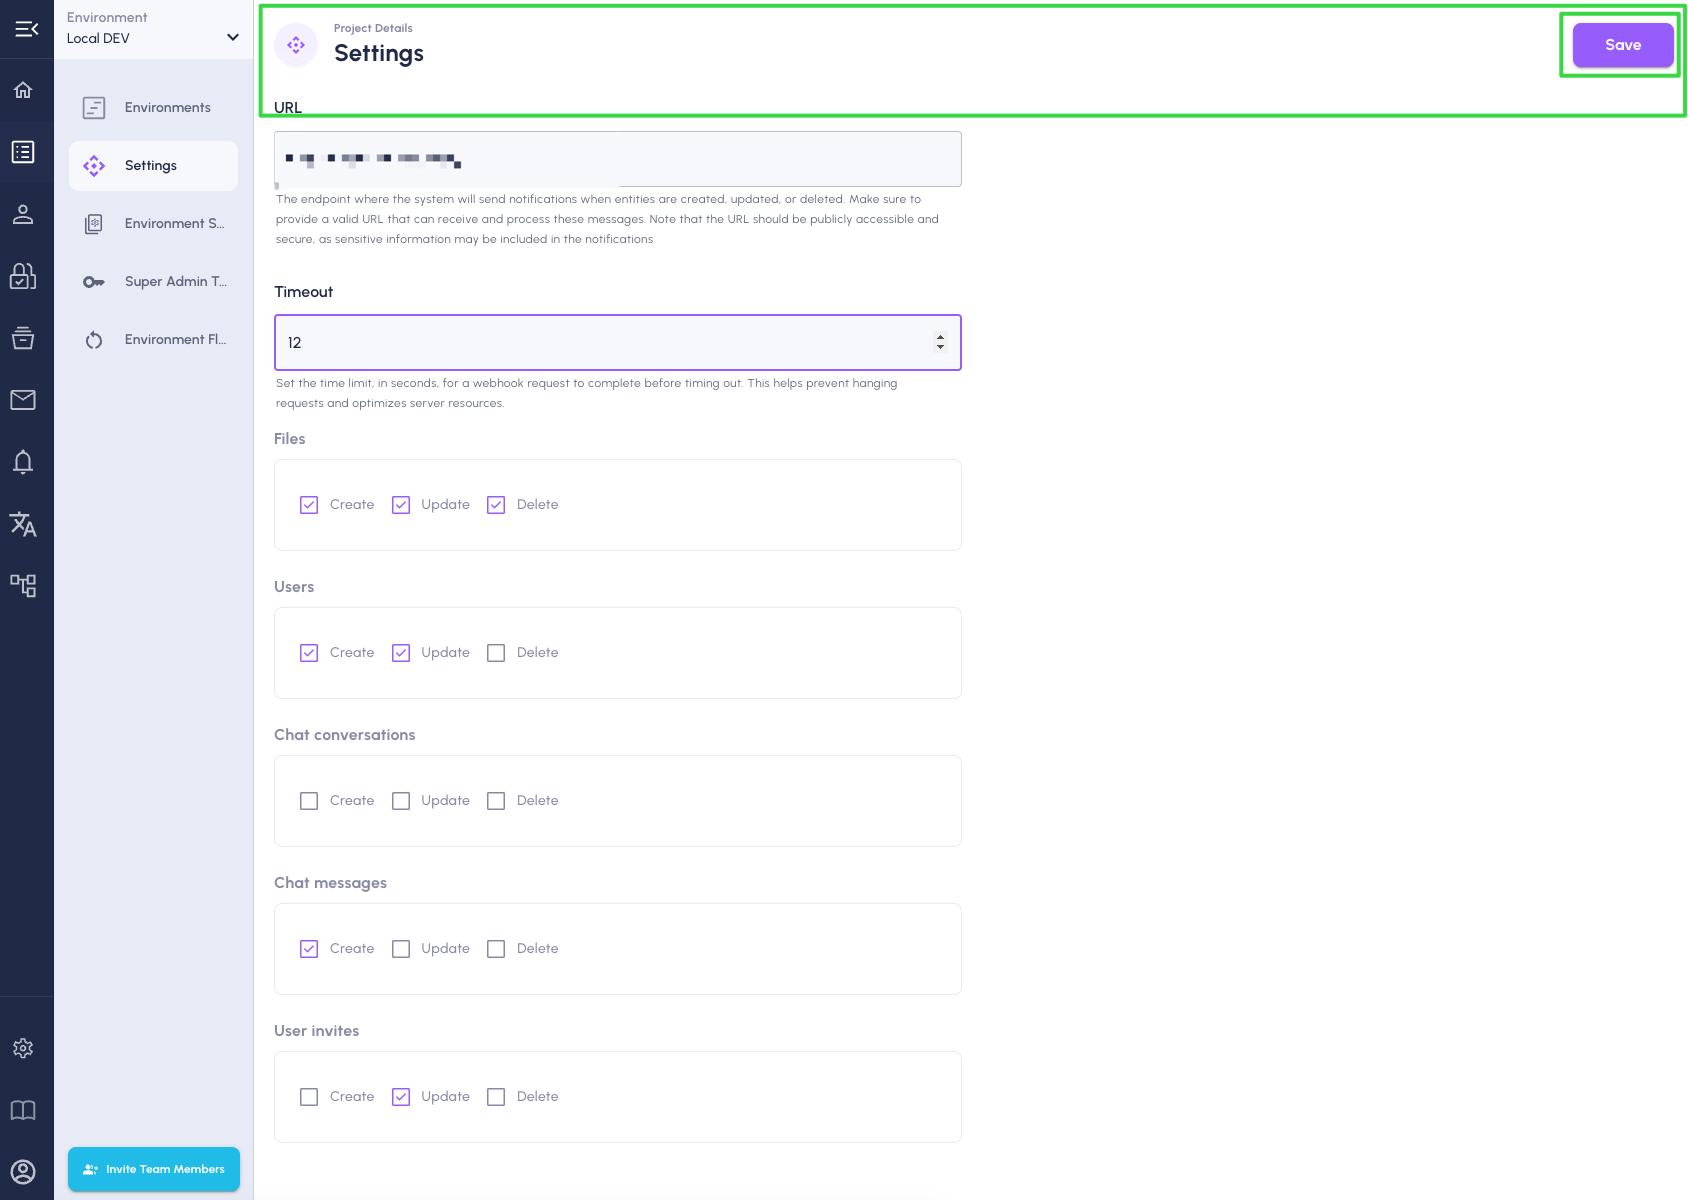 Environment
Local DEV
Environments
Settings
Environment S...
Super Admin T...
Environment Fl...
Invite Team Members
Project Details
Settings
Save
URL
The endpoint where the system will send notifications when entities are created, updated, or deleted. Make sure to
provide a valid URL that can receive and process these messages. Note that the URL should be publicly accessible and
secure, as sensitive information may be included in the notifications
Timeout
12
Set the time limit, in seconds, for a webhook request to complete before timing out. This helps prevent hanging
requests and optimizes server resources.
Files
Create Update Delete
Users
Create Update Delete
Chat conversations
Create Update Delete
Chat messages
Create Update Delete
User invites
Create Update Delete